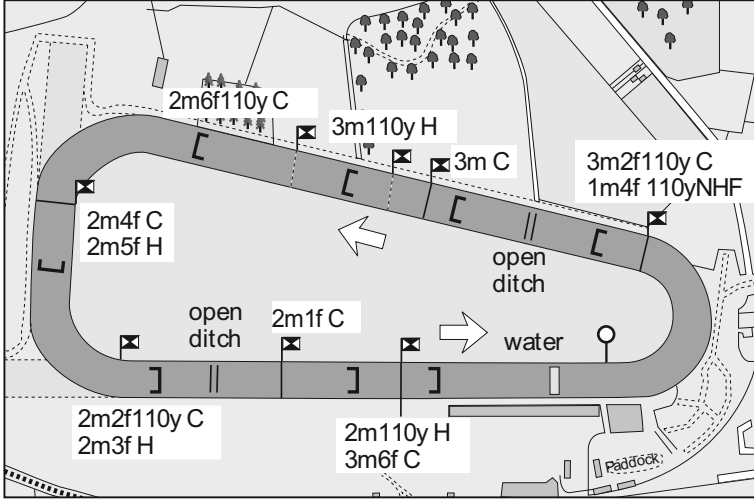 2m6f110y C
3m110y H
3m C
3m2f110y C
1m4f 110yNHF
2m4f C
2m5f H
open
ditch
open
ditch
2m1f C
water
2m2f110y C
2m3f H
2m110y H
3m6f C
Paddock